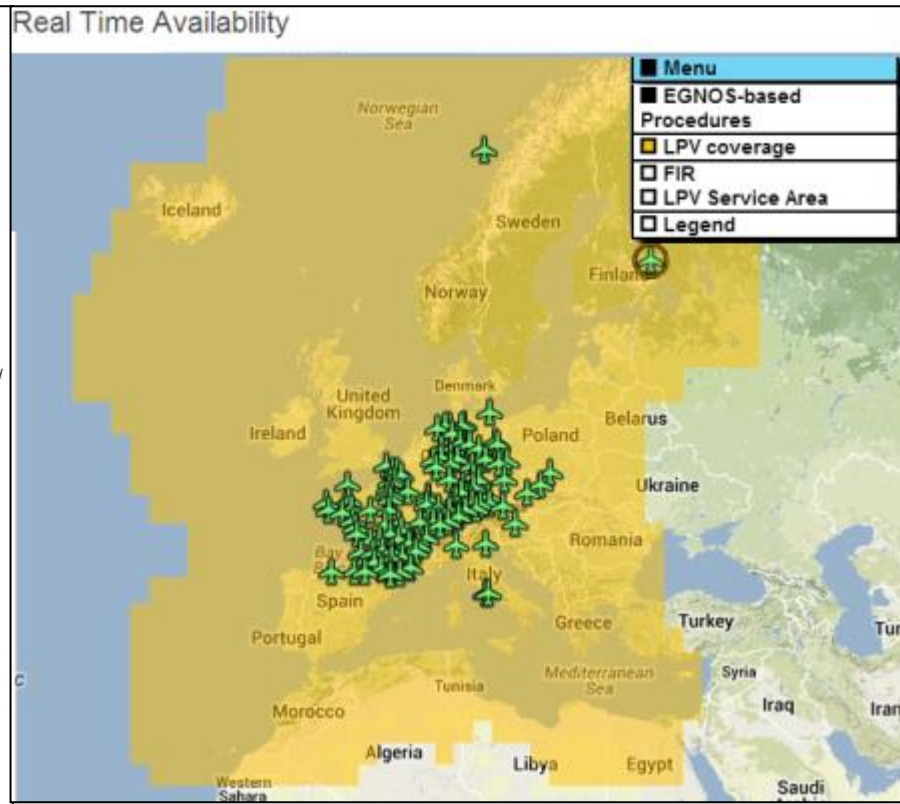 Real Time Availability
Menu
EGNOS-based
Procedures
LPV coverage
FIR
LPV Service Area
Legend
Norwegian
Sea
Iceland
Sweden
Finland
Norway
Denmark
United
Kingdom
Ireland
Belarus
Poland
Ukraine
Bay
Romania
Italy
Spain
Greece
Portugal
Turkey
Tur
Mediterranean
Sea
Syria
Tunisia
Morocco
Iraq
Iran
Algeria
Libya
Egypt
Western
Sahara
Saudi
c